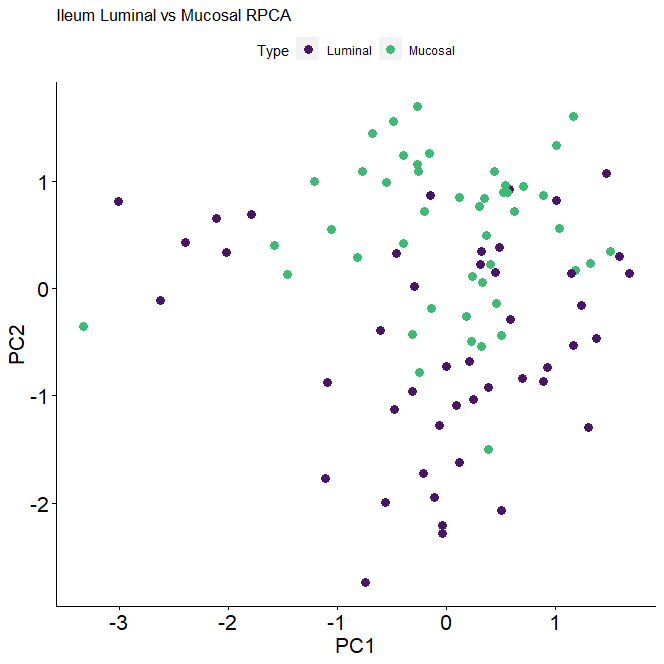 Ileum Luminal vs Mucosal RPCA
Type Luminal Mucosal
1
0
-1
-2
PC2
-3 -2 -1 0 1
PC1